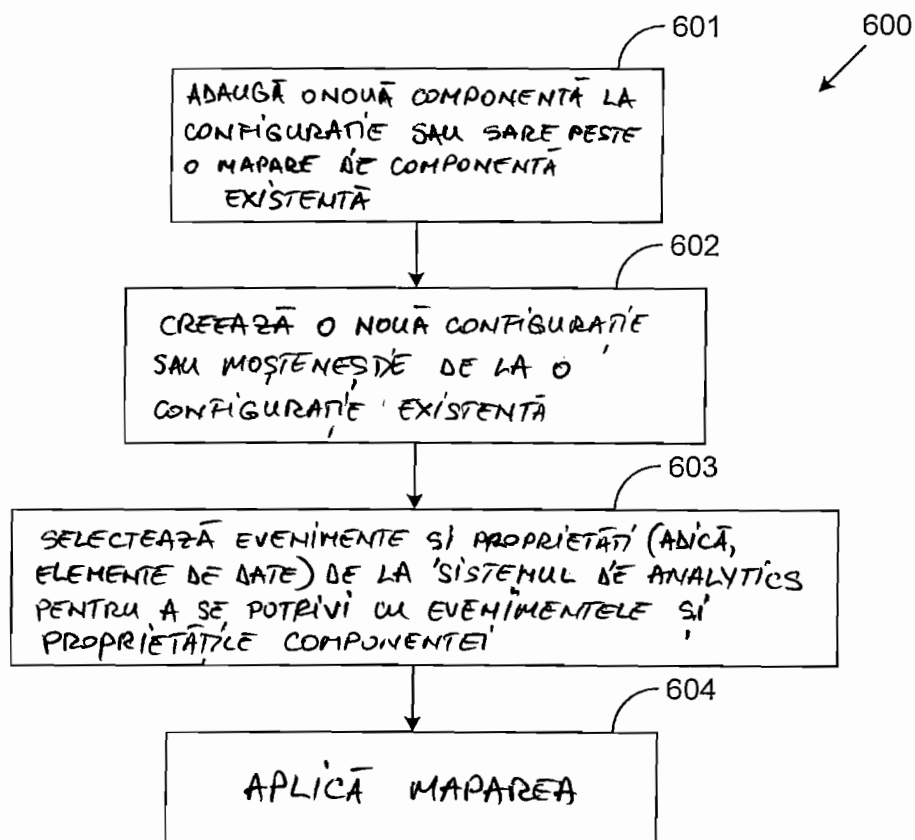 601
600
ADAUGĂ O NOUĂ COMPONENTĂ LA
CONFIGURAȚIE SAU SARE PESTE
O MAPARE DE COMPONENTĂ
EXISTENTĂ
602
CREEAZĂ O NOUĂ CONFIGURAȚIE
SAU MOȘTENEȘTE DE LA O
CONFIGURAȚIE EXISTENTĂ
603
SELECTEAZĂ EVENIMENTE ȘI PROPRIETĂȚI (ADICĂ,
ELEMENTE DE DATE) DE LA SISTEMUL DE ANALYTICS
PENTRU A SE POTRIVI CU EVENIMENTELE ȘI
PROPRIETĂȚILE COMPONENTEI
604
APLICĂ MAPAREA